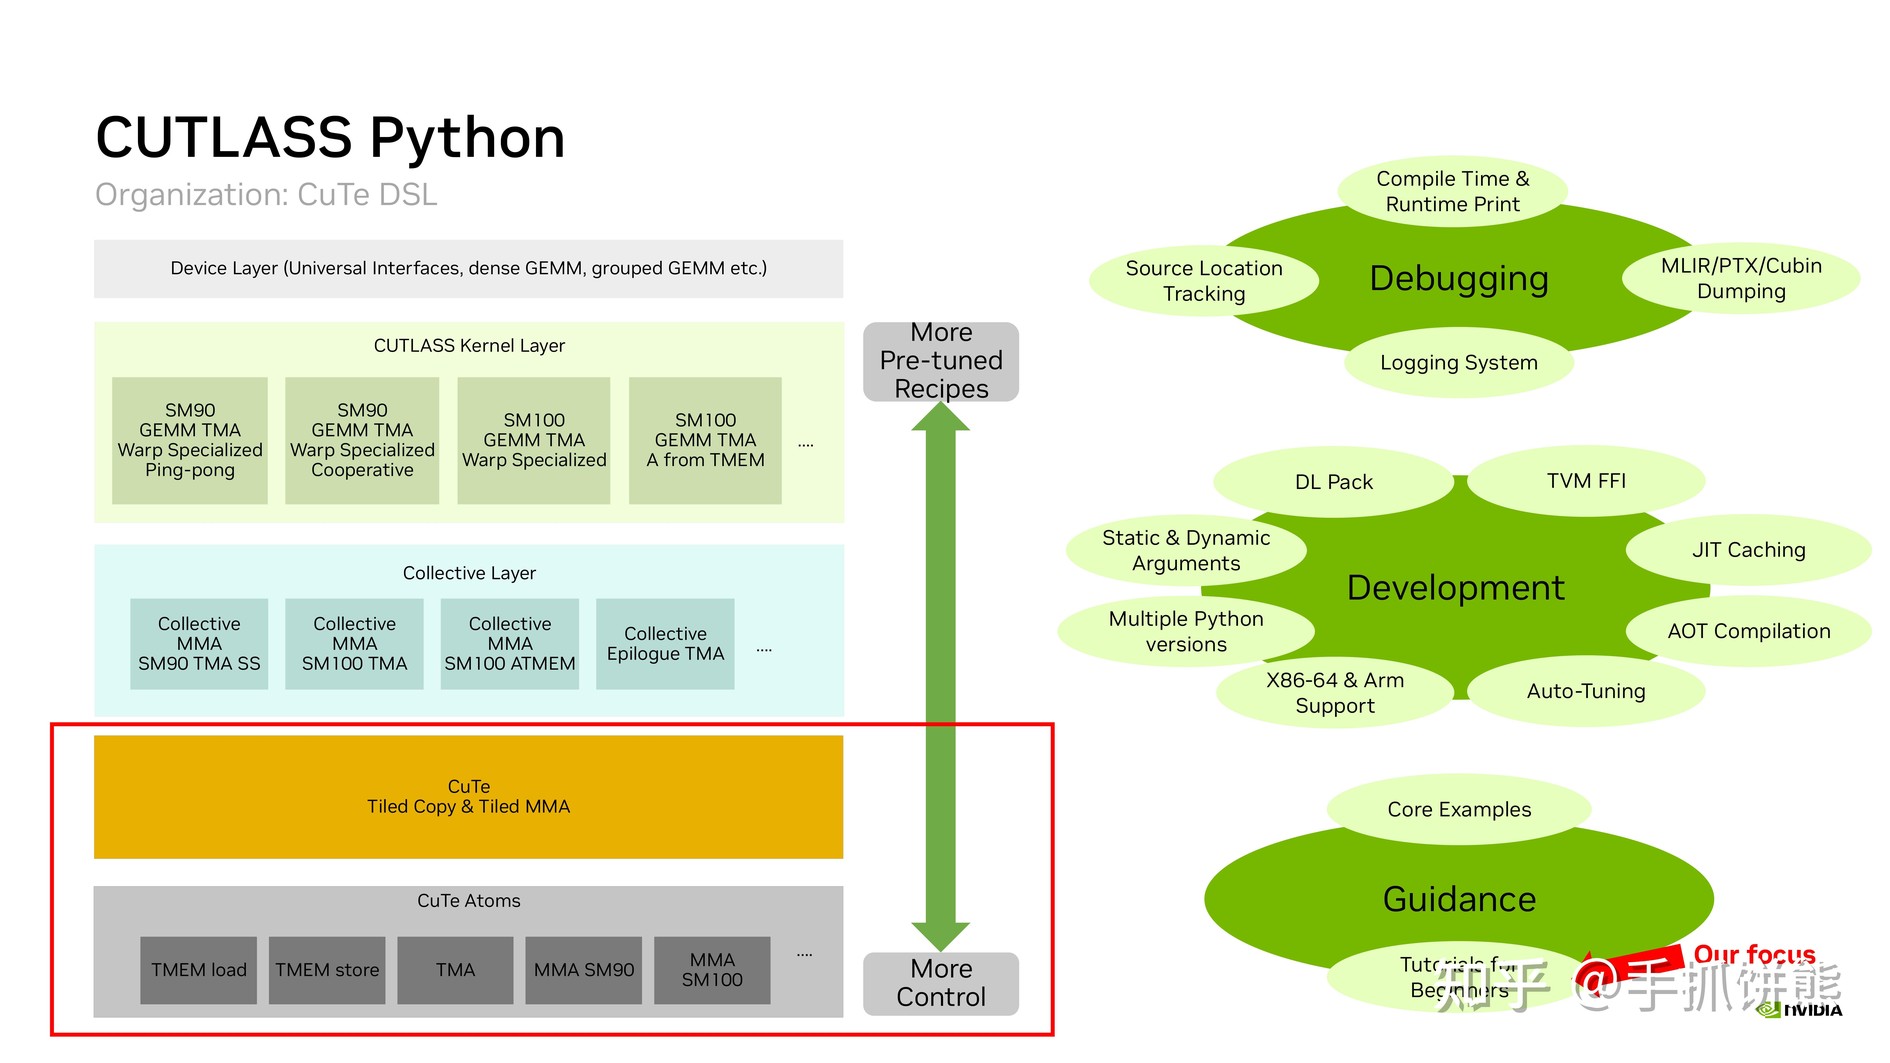 CUTLASS Python
Organization: CuTe DSL
Device Layer (Universal Interfaces, dense GEMM, grouped GEMM etc.)
CUTLASS Kernel Layer
SM90
GEMM TMA
Warp Specialized
Ping-pong
SM90
GEMM TMA
Warp Specialized
Cooperative
SM100
GEMM TMA
Warp Specialized
SM100
GEMM TMA
A from TMEM
....
Collective Layer
Collective
MMA
SM90 TMA SS
Collective
MMA
SM100 TMA
Collective
MMA
SM100 ATMEM
Collective
Epilogue TMA
....
CuTe
Tiled Copy & Tiled MMA
CuTe Atoms
TMEM load
TMEM store
TMA
MMA SM90
MMA
SM100
....
More
Pre-tuned
Recipes
More
Control
Compile Time &
Runtime Print
Source Location
Tracking
Debugging
MLIR/PTX/Cubin
Dumping
Logging System
DL Pack
TVM FFI
Static & Dynamic
Arguments
JIT Caching
Development
Multiple Python
versions
AOT Compilation
X86-64 & Arm
Support
Auto-Tuning
Core Examples
Guidance
Tutorials for
Beginners
Our focus
知乎 @手抓饼熊
NVIDIA